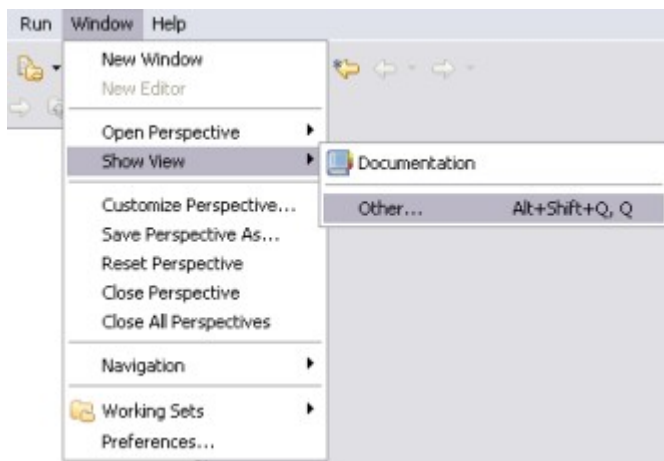 Run Window Help
New Window
New Editor
Open Perspective
Show View
Documentation
Customize Perspective...
Other... Alt+Shift+Q, Q
Save Perspective As...
Reset Perspective
Close Perspective
Close All Perspectives
Navigation
Working Sets
Preferences...